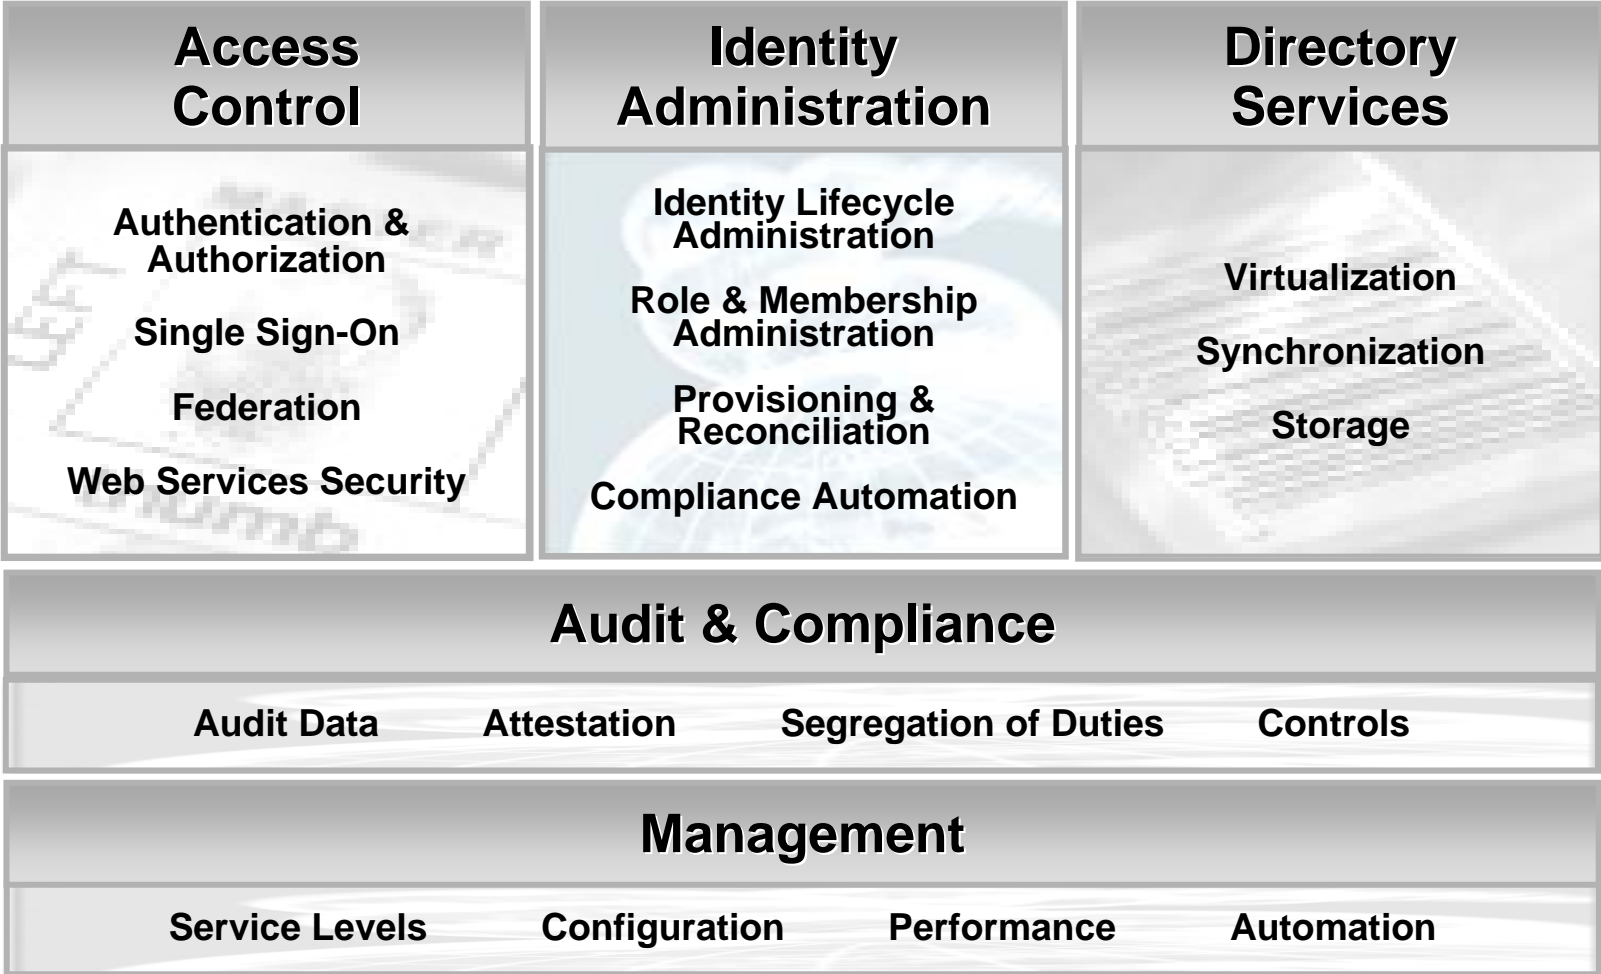 Access
Control
Identity
Administration
Directory
Services
Authentication &
Authorization
Single Sign-On
Federation
Web Services Security
Identity Lifecycle
Administration
Role & Membership
Administration
Provisioning &
Reconciliation
Compliance Automation
Virtualization
Synchronization
Storage
LEFT
THUMB
Audit & Compliance
Audit Data Attestation Segregation of Duties Controls
Management
Service Levels Configuration Performance Automation